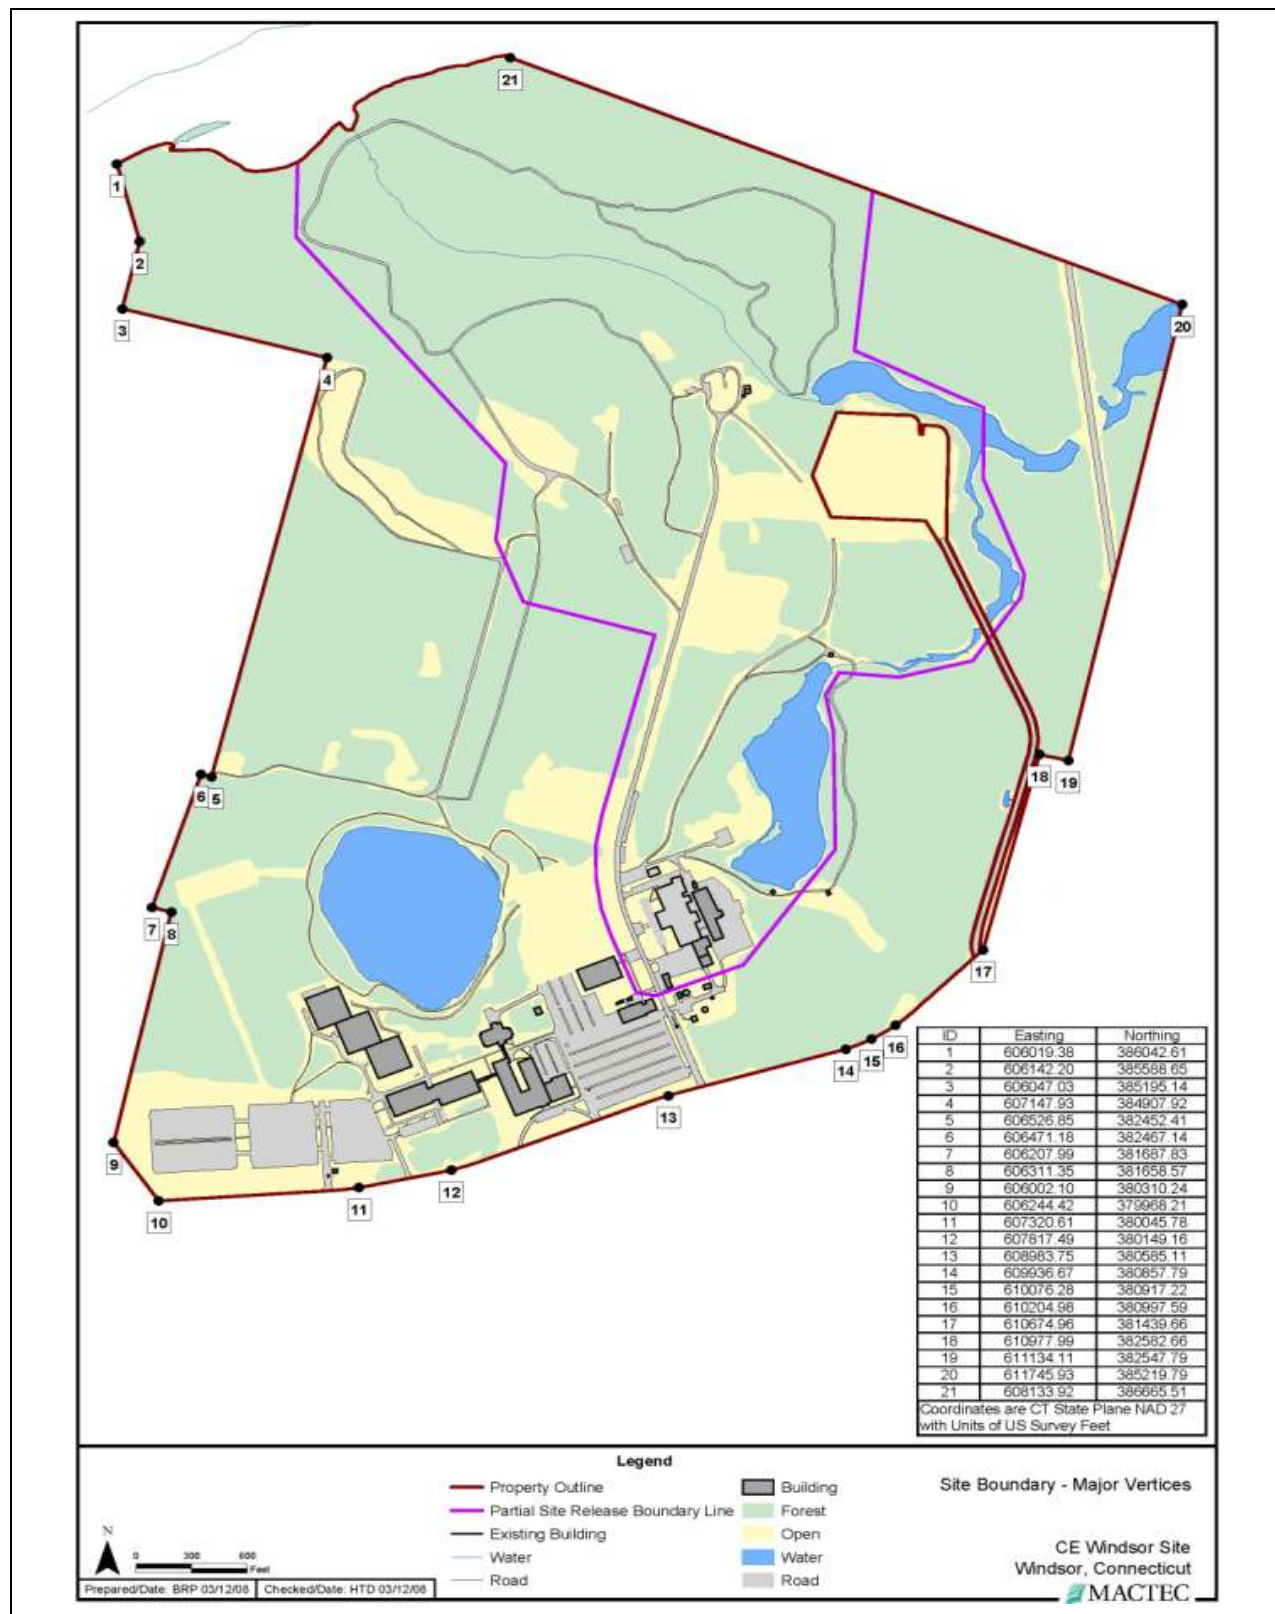 21
1
2
3
20
4
18
19
6
5
7
8
17
16
15
14
13
9
12
11
10
ID Easting Northing
1 606019.38 386042.61
2 606142.20 385588.65
3 606047.03 385195.14
4 607147.93 384907.92
5 606526.85 382452.41
6 606471.18 382467.14
7 606207.99 381687.83
8 606311.35 381658.57
9 606002.10 380310.24
10 606244.42 379968.21
11 607320.61 380045.78
12 607817.49 380149.16
13 608983.75 380585.11
14 609936.67 380857.79
15 610076.28 380917.22
16 610204.98 380997.59
17 610674.96 381439.66
18 610977.99 382582.66
19 611134.11 382547.79
20 611745.93 385219.79
21 608133.92 386665.51
Coordinates are CT State Plane NAD 27
with Units of US Survey Feet
Legend
Property Outline
Partial Site Release Boundary Line
Existing Building
Water
Road
Building
Forest
Open
Water
Road
Site Boundary - Major Vertices
CE Windsor Site
Windsor, Connecticut
MACTEC
N
0 300 600
Feet
Prepared/Date: BRP 03/12/08 Checked/Date: HTD 03/12/08